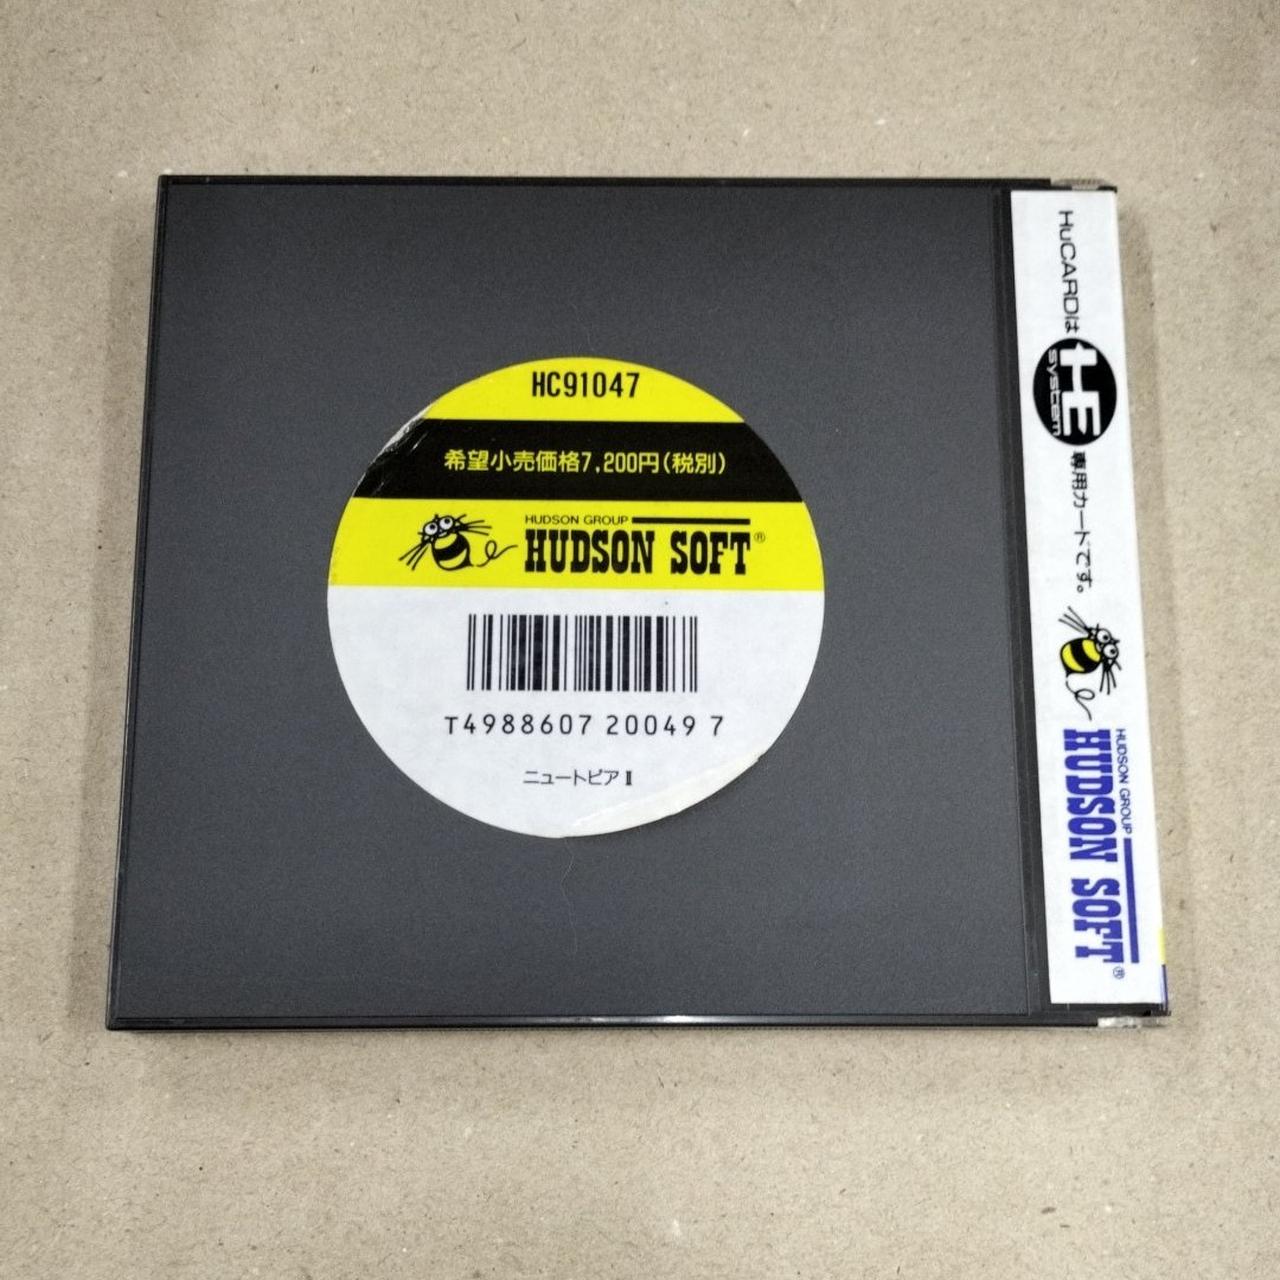 HC91047
希望小売価格7,200円(税別)
HUDSON GROUP
HUDSON SOFT®
T4988607 20049 7
ニュートピアⅡ
HuCARDは HE system 専用カードです。
HUDSON GROUP
HUDSON SOFT®